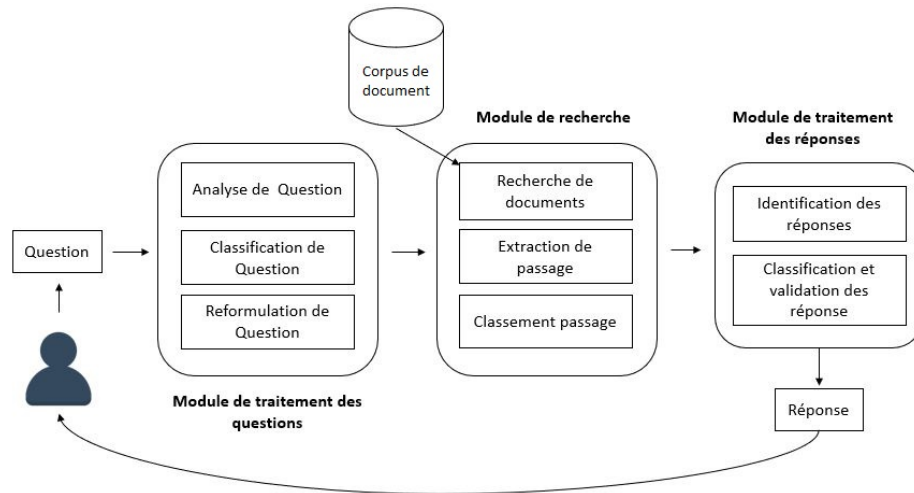 Corpus de
document
Module de recherche
Module de traitement
des réponses
Analyse de Question
Recherche de
documents
Identification des
réponses
Question
Classification de
Question
Extraction de
passage
Classification et
validation des
réponse
Reformulation de
Question
Classement passage
Module de traitement des
questions
Réponse